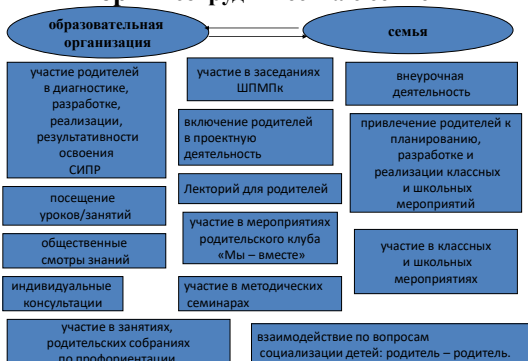 образовательная
организация
семья
участие родителей
в диагностике,
разработке,
реализации,
результативности
освоения
СИПР
участие в заседаниях
ШПМПк
внеурочная
деятельность
включение родителей
в проектную
деятельность
привлечение родителей к
планированию,
разработке и
реализации классных
и школьных
мероприятий
Лекторий для родителей
посещение
уроков/занятий
участие в мероприятиях
родительского клуба
«Мы – вместе»
общественные
смотры знаний
участие в классных
и школьных
мероприятиях
индивидуальные
консультации
участие в методических
семинарах
участие в занятиях,
родительских собраниях
по профориентации
взаимодействие по вопросам
социализации детей: родитель – родитель.